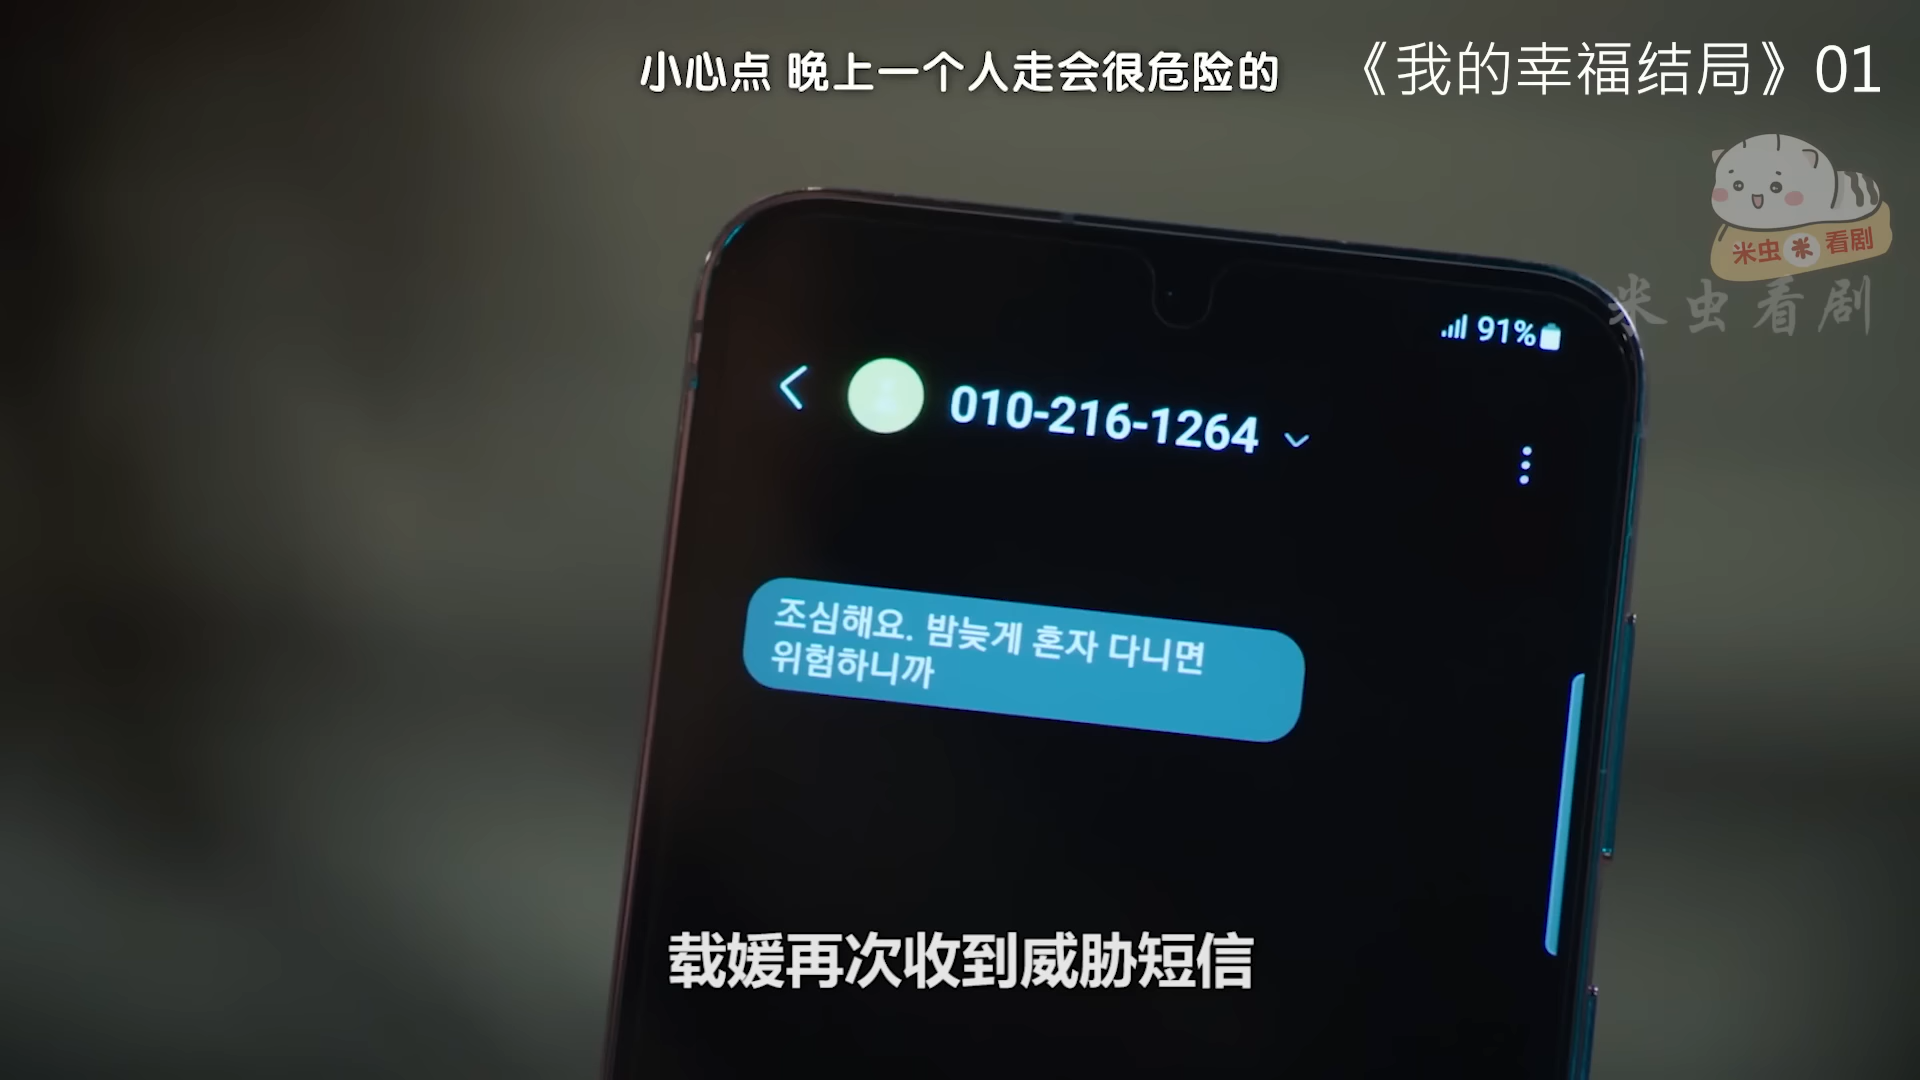 小心点 晚上一个人走会很危险的
《我的幸福结局》01
米虫 米 看剧
米虫看剧
91%
010-216-1264
조심해요. 밤늦게 혼자 다니면
위험하니까
载媛再次收到威胁短信